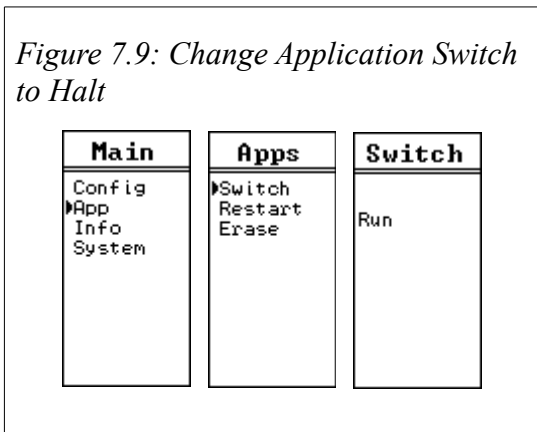 Figure 7.9: Change Application Switch
to Halt
Main
Config
App
Info
System
Apps
Switch
Restart
Erase
Switch
Run